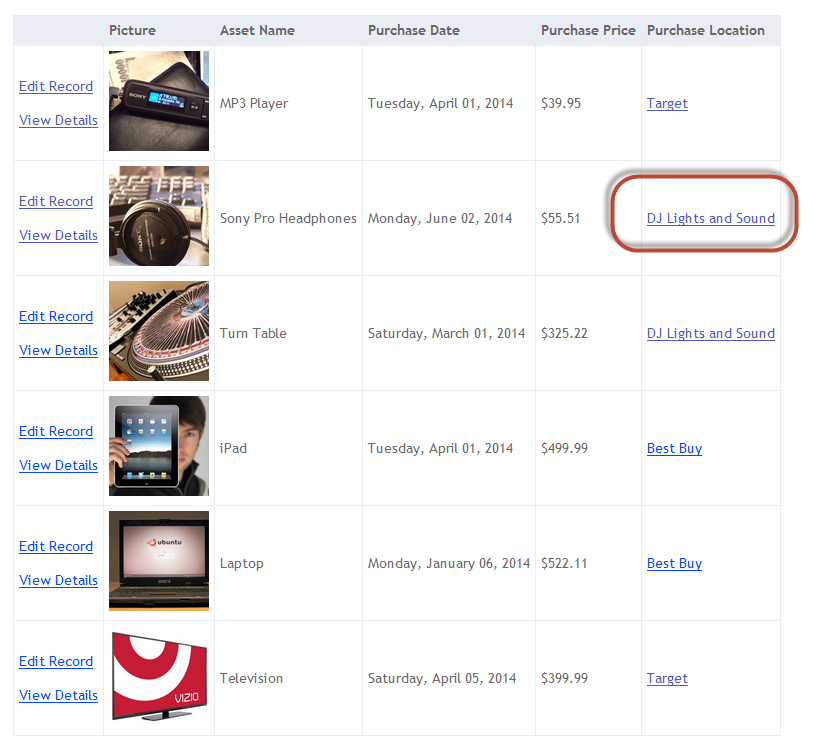 Picture Asset Name Purchase Date Purchase Price Purchase Location
Edit Record
View Details
SONY
MP3 Player Tuesday, April 01, 2014 $39.95 Target
Edit Record
View Details
SONY
Sony Pro Headphones Monday, June 02, 2014 $55.51 DJ Lights and Sound
Edit Record
View Details
Turn Table Saturday, March 01, 2014 $325.22 DJ Lights and Sound
Edit Record
View Details
iPad Tuesday, April 01, 2014 $499.99 Best Buy
Edit Record
View Details
ubuntu
Laptop Monday, January 06, 2014 $522.11 Best Buy
Edit Record
View Details
VIZIO
Television Saturday, April 05, 2014 $399.99 Target